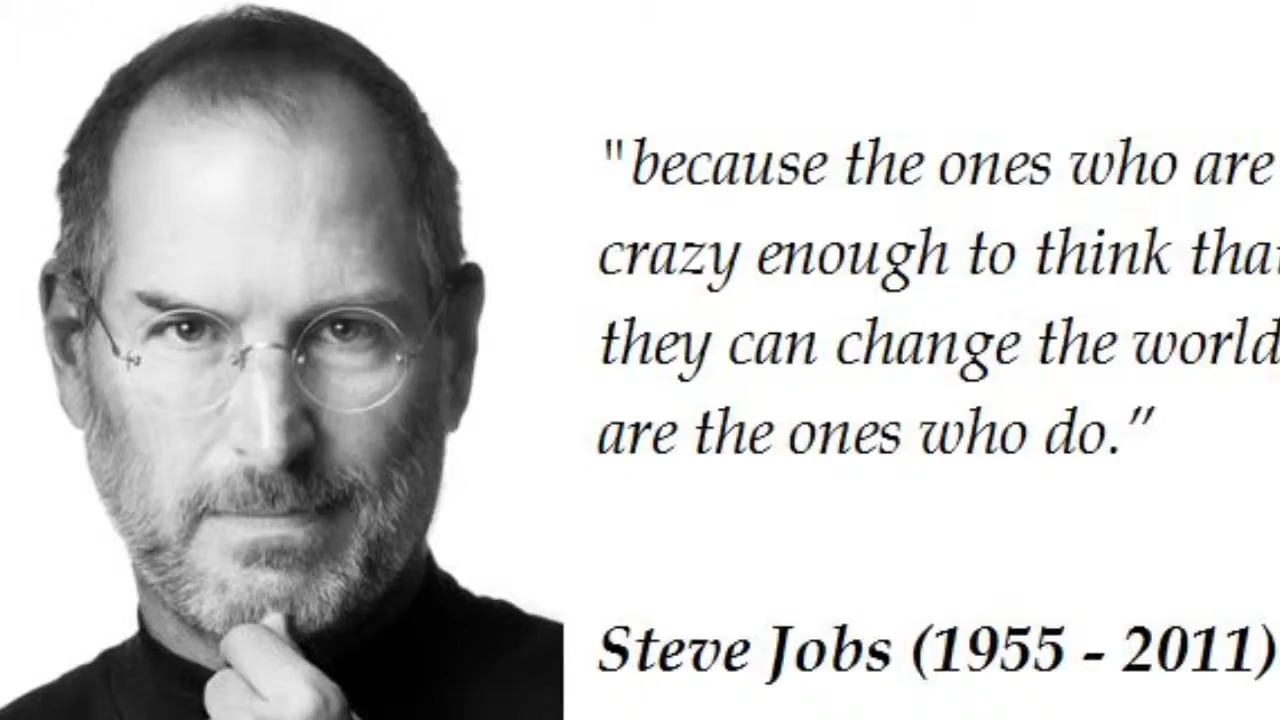 "because the ones who are
crazy enough to think that
they can change the world
are the ones who do.”
Steve Jobs (1955 - 2011)